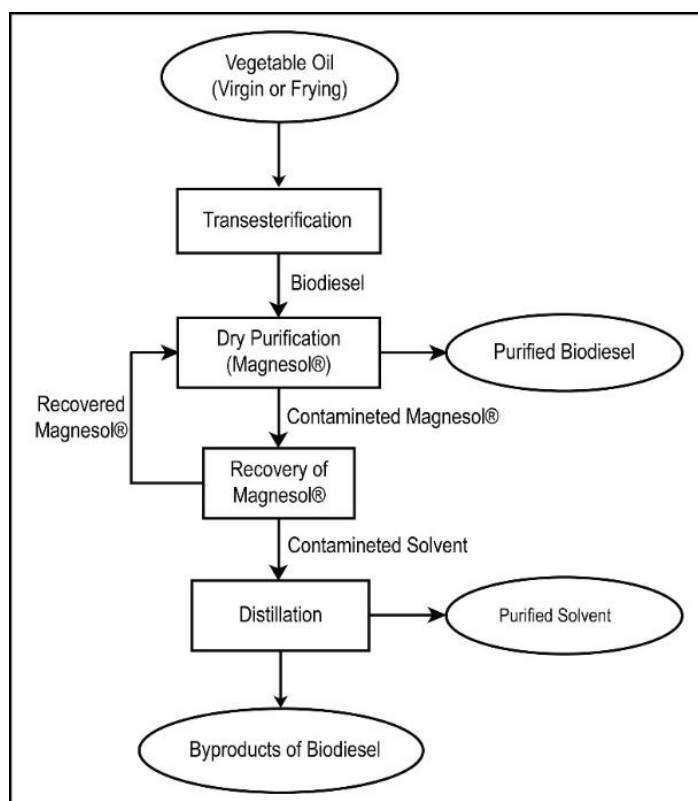 Vegetable Oil
(Virgin or Frying)
Transesterification
Biodiesel
Dry Purification
(Magnesol®)
Purified Biodiesel
Recovered
Magnesol®
Contamineted Magnesol®
Recovery of
Magnesol®
Contamineted Solvent
Distillation
Purified Solvent
Byproducts of Biodiesel